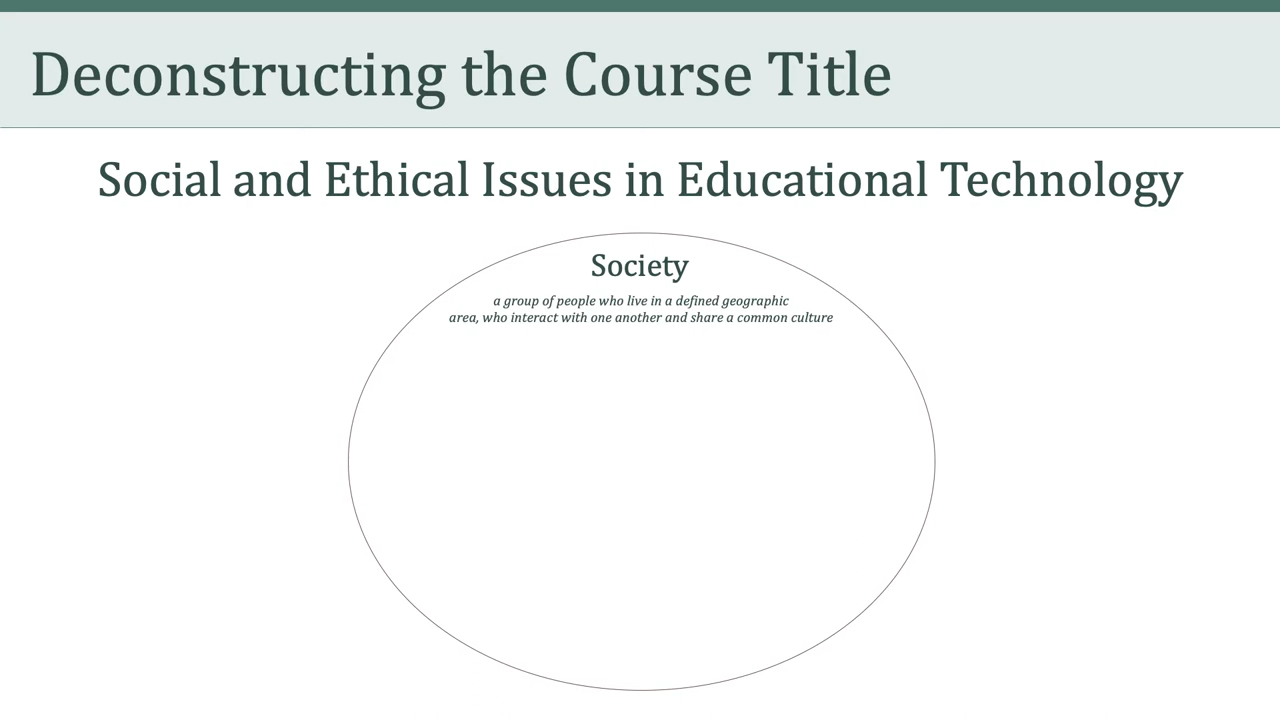 Deconstructing the Course Title
Social and Ethical Issues in Educational Technology
Society
a group of people who live in a defined geographic
area, who interact with one another and share a common culture